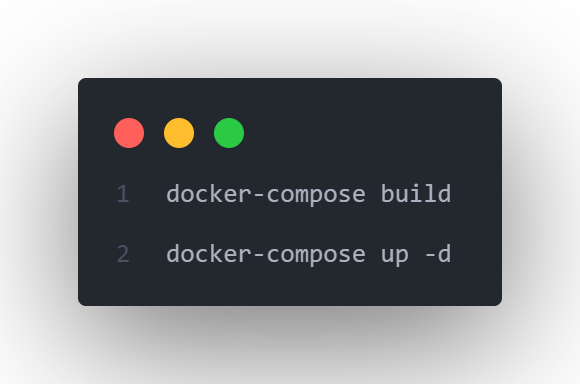 1 docker-compose build
2 docker-compose up -d